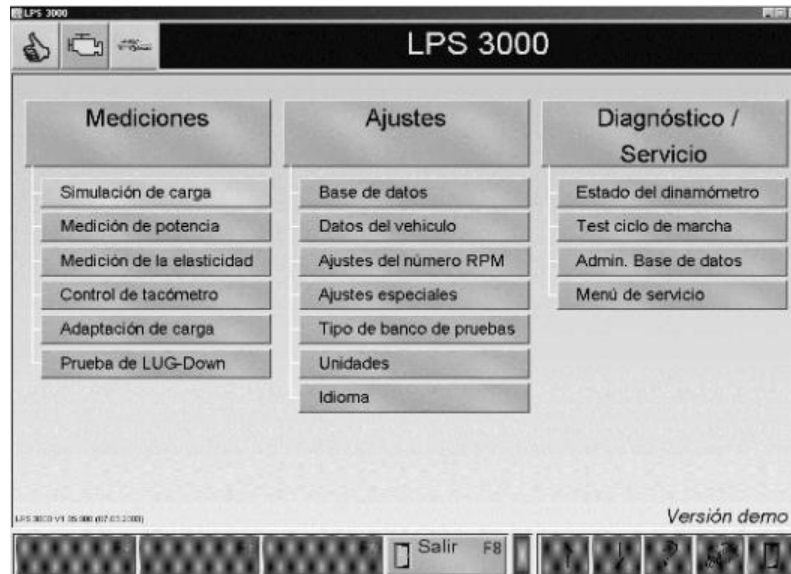 LPS 3000
LPS 3000
Mediciones
Simulación de carga
Medición de potencia
Medición de la elasticidad
Control de tacómetro
Adaptación de carga
Prueba de LUG-Down
Ajustes
Base de datos
Datos del vehículo
Ajustes del número RPM
Ajustes especiales
Tipo de banco de pruebas
Unidades
Idioma
Diagnóstico /
Servicio
Estado del dinamómetro
Test ciclo de marcha
Admin. Base de datos
Menú de servicio
LPS 3000
Versión demo
Salir F8